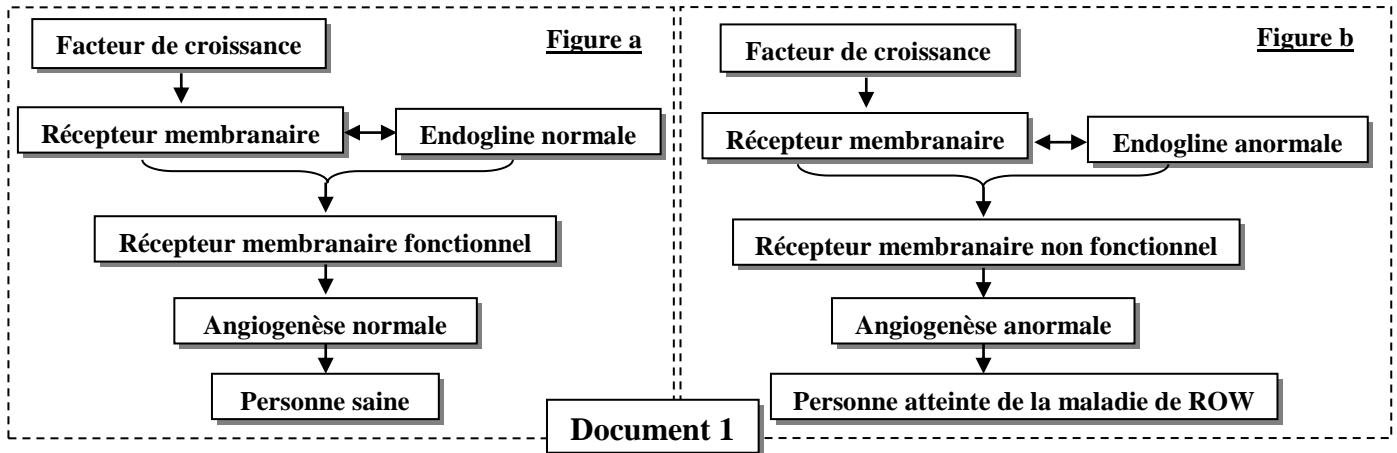 Figure a
Facteur de croissance
Récepteur membranaire
Endogline normale
Récepteur membranaire fonctionnel
Angiogenèse normale
Personne saine
Figure b
Facteur de croissance
Récepteur membranaire
Endogline anormale
Récepteur membranaire non fonctionnel
Angiogenèse anormale
Personne atteinte de la maladie de ROW
Document 1